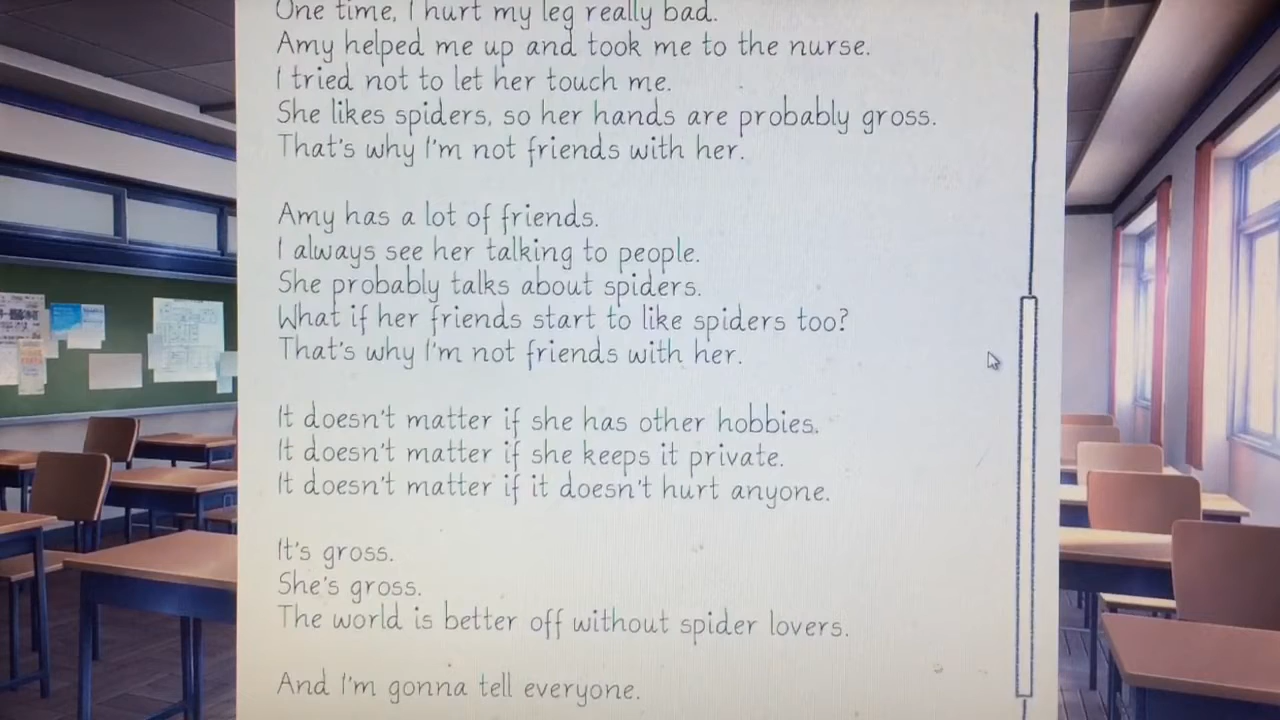 One time, I hurt my leg really bad.
Amy helped me up and took me to the nurse.
I tried not to let her touch me.
She likes spiders, so her hands are probably gross.
That's why I'm not friends with her.
Amy has a lot of friends.
I always see her talking to people.
She probably talks about spiders.
What if her friends start to like spiders too?
That's why I'm not friends with her.
It doesn't matter if she has other hobbies.
It doesn't matter if she keeps it private.
It doesn't matter if it doesn't hurt anyone.
It's gross.
She's gross.
The world is better off without spider lovers.
And I'm gonna tell everyone.